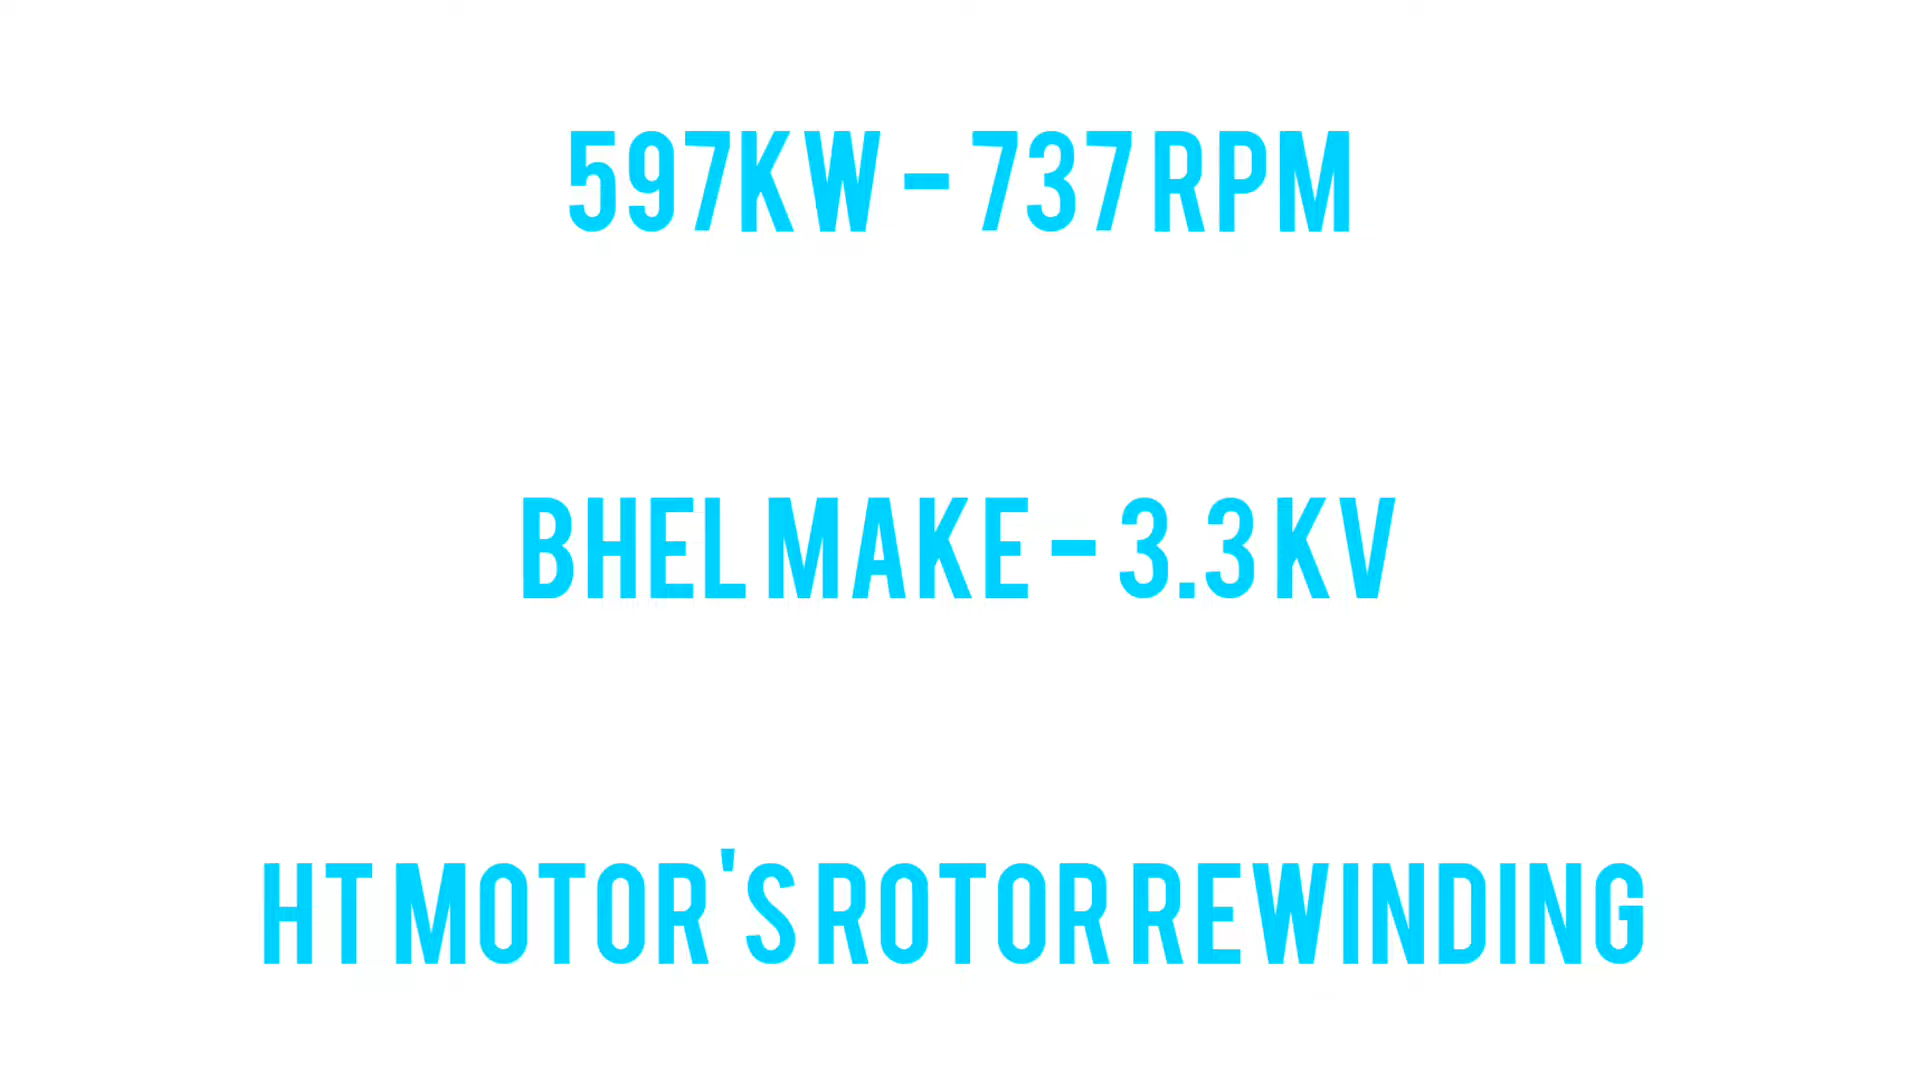 597KW - 737 RPM
BHEL MAKE - 3.3 KV
HT MOTOR'S ROTOR REWINDING